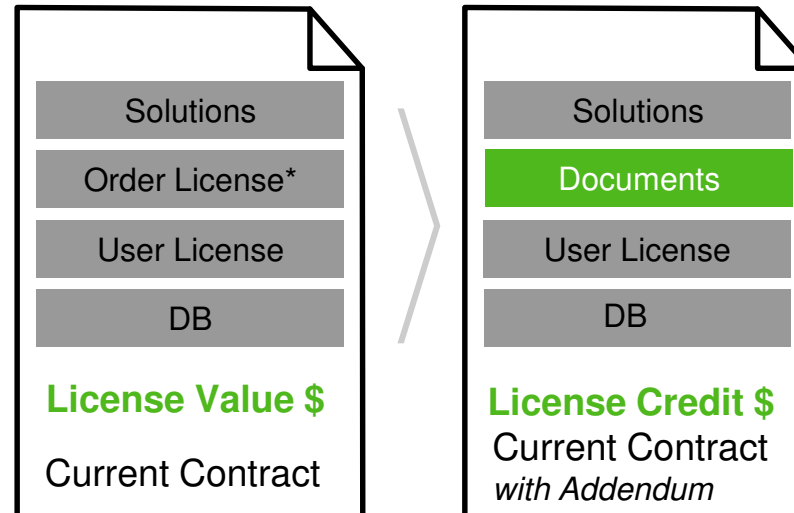 Solutions
Order License*
User License
DB
License Value $
Current Contract
Solutions
Documents
User License
DB
License Credit $
Current Contract
with Addendum